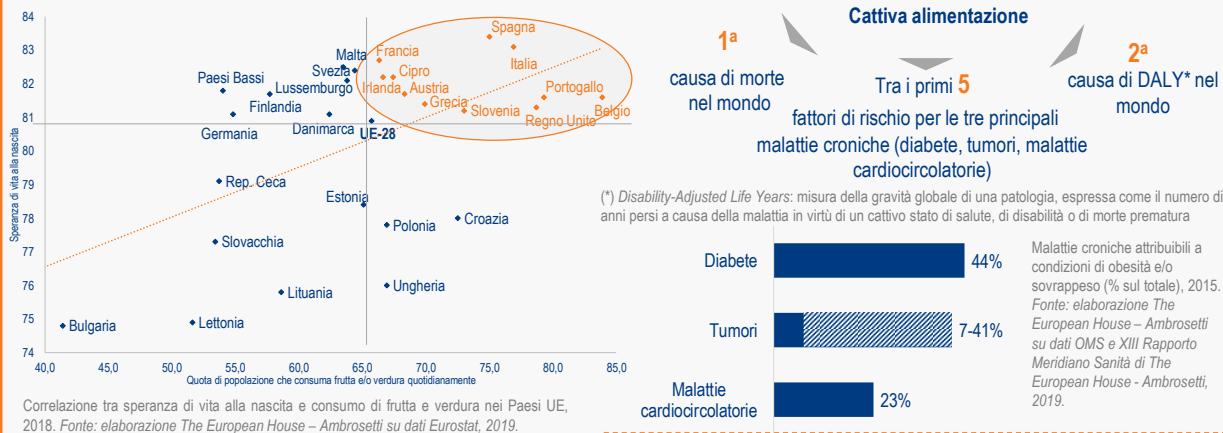 84
83
82
81
80
79
78
77
76
75
74
Speranza di vita alla nascita
Spagna
Malta
Francia
Italia
Svezia
Cipro
Paesi Bassi
Lussemburgo
Irlanda
Austria
Portogallo
Finlandia
Grecia
Slovenia
Belgio
Germania
Danimarca
UE-28
Regno Unito
Rep. Ceca
Estonia
Polonia
Croazia
Slovacchia
Lituania
Ungheria
Bulgaria
Lettonia
40,0 45,0 50,0 55,0 60,0 65,0 70,0 75,0 80,0 85,0
Quota di popolazione che consuma frutta e/o verdura quotidianamente
Correlazione tra speranza di vita alla nascita e consumo di frutta e verdura nei Paesi UE,
2018. Fonte: elaborazione The European House – Ambrosetti su dati Eurostat, 2019.
Cattiva alimentazione
1ª
causa di morte
nel mondo
Tra i primi 5
fattori di rischio per le tre principali
malattie croniche (diabete, tumori, malattie
cardiocircolatorie)
2ª
causa di DALY* nel
mondo
(*) Disability-Adjusted Life Years: misura della gravità globale di una patologia, espressa come il numero di
anni persi a causa della malattia in virtù di un cattivo stato di salute, di disabilità o di morte prematura
Diabete
44%
Tumori
7-41%
Malattie
cardiocircolatorie
23%
Malattie croniche attribuibili a
condizioni di obesità e/o
sovrappeso (% sul totale), 2015.
Fonte: elaborazione The
European House – Ambrosetti
su dati OMS e XIII Rapporto
Meridiano Sanità di The
European House - Ambrosetti,
2019.